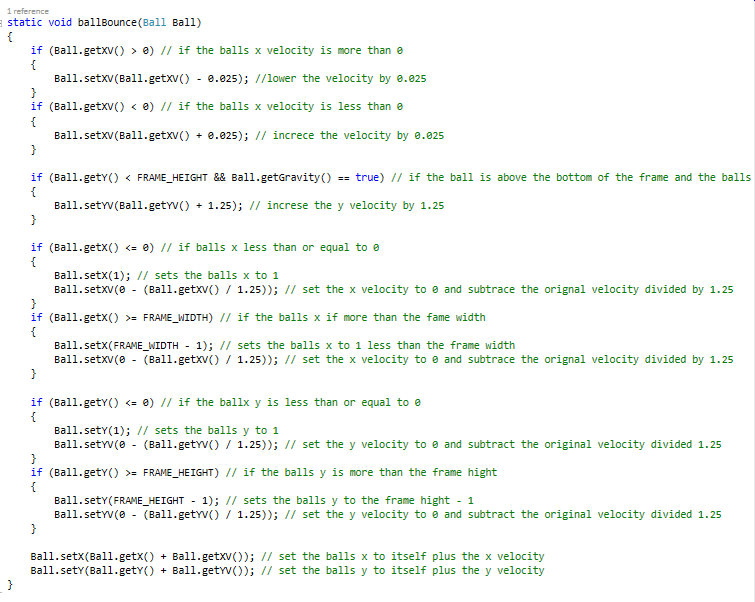 1 reference
static void ballBounce(Ball Ball)
{
if (Ball.getXV() > 0) // if the balls x velocity is more than 0
{
Ball.setXV(Ball.getXV() - 0.025); //lower the velocity by 0.025
}
if (Ball.getXV() < 0) // if the balls x velocity is less than 0
{
Ball.setXV(Ball.getXV() + 0.025); // increce the velocity by 0.025
}
if (Ball.getY() < FRAME_HEIGHT && Ball.getGravity() == true) // if the ball is above the bottom of the frame and the balls
{
Ball.setYV(Ball.getYV() + 1.25); // increse the y velocity by 1.25
}
if (Ball.getX() <= 0) // if balls x less than or equal to 0
{
Ball.setX(1); // sets the balls x to 1
Ball.setXV(0 - (Ball.getXV() / 1.25)); // set the x velocity to 0 and subtrace the orignal velocity divided by 1.25
}
if (Ball.getX() >= FRAME_WIDTH) // if the balls x if more than the fame width
{
Ball.setX(FRAME_WIDTH - 1); // sets the balls x to 1 less than the frame width
Ball.setXV(0 - (Ball.getXV() / 1.25)); // set the x velocity to 0 and subtrace the orignal velocity divided by 1.25
}
if (Ball.getY() <= 0) // if the ballx y is less than or equal to 0
{
Ball.setY(1); // sets the balls y to 1
Ball.setYV(0 - (Ball.getYV() / 1.25)); // set the y velocity to 0 and subtract the original velocity divided 1.25
}
if (Ball.getY() >= FRAME_HEIGHT) // if the balls y is more than the frame hight
{
Ball.setY(FRAME_HEIGHT - 1); // sets the balls y to the frame hight - 1
Ball.setYV(0 - (Ball.getYV() / 1.25)); // set the y velocity to 0 and subtract the original velocity divided 1.25
}
Ball.setX(Ball.getX() + Ball.getXV()); // set the balls x to itself plus the x velocity
Ball.setY(Ball.getY() + Ball.getYV()); // set the balls y to itself plus the y velocity
}